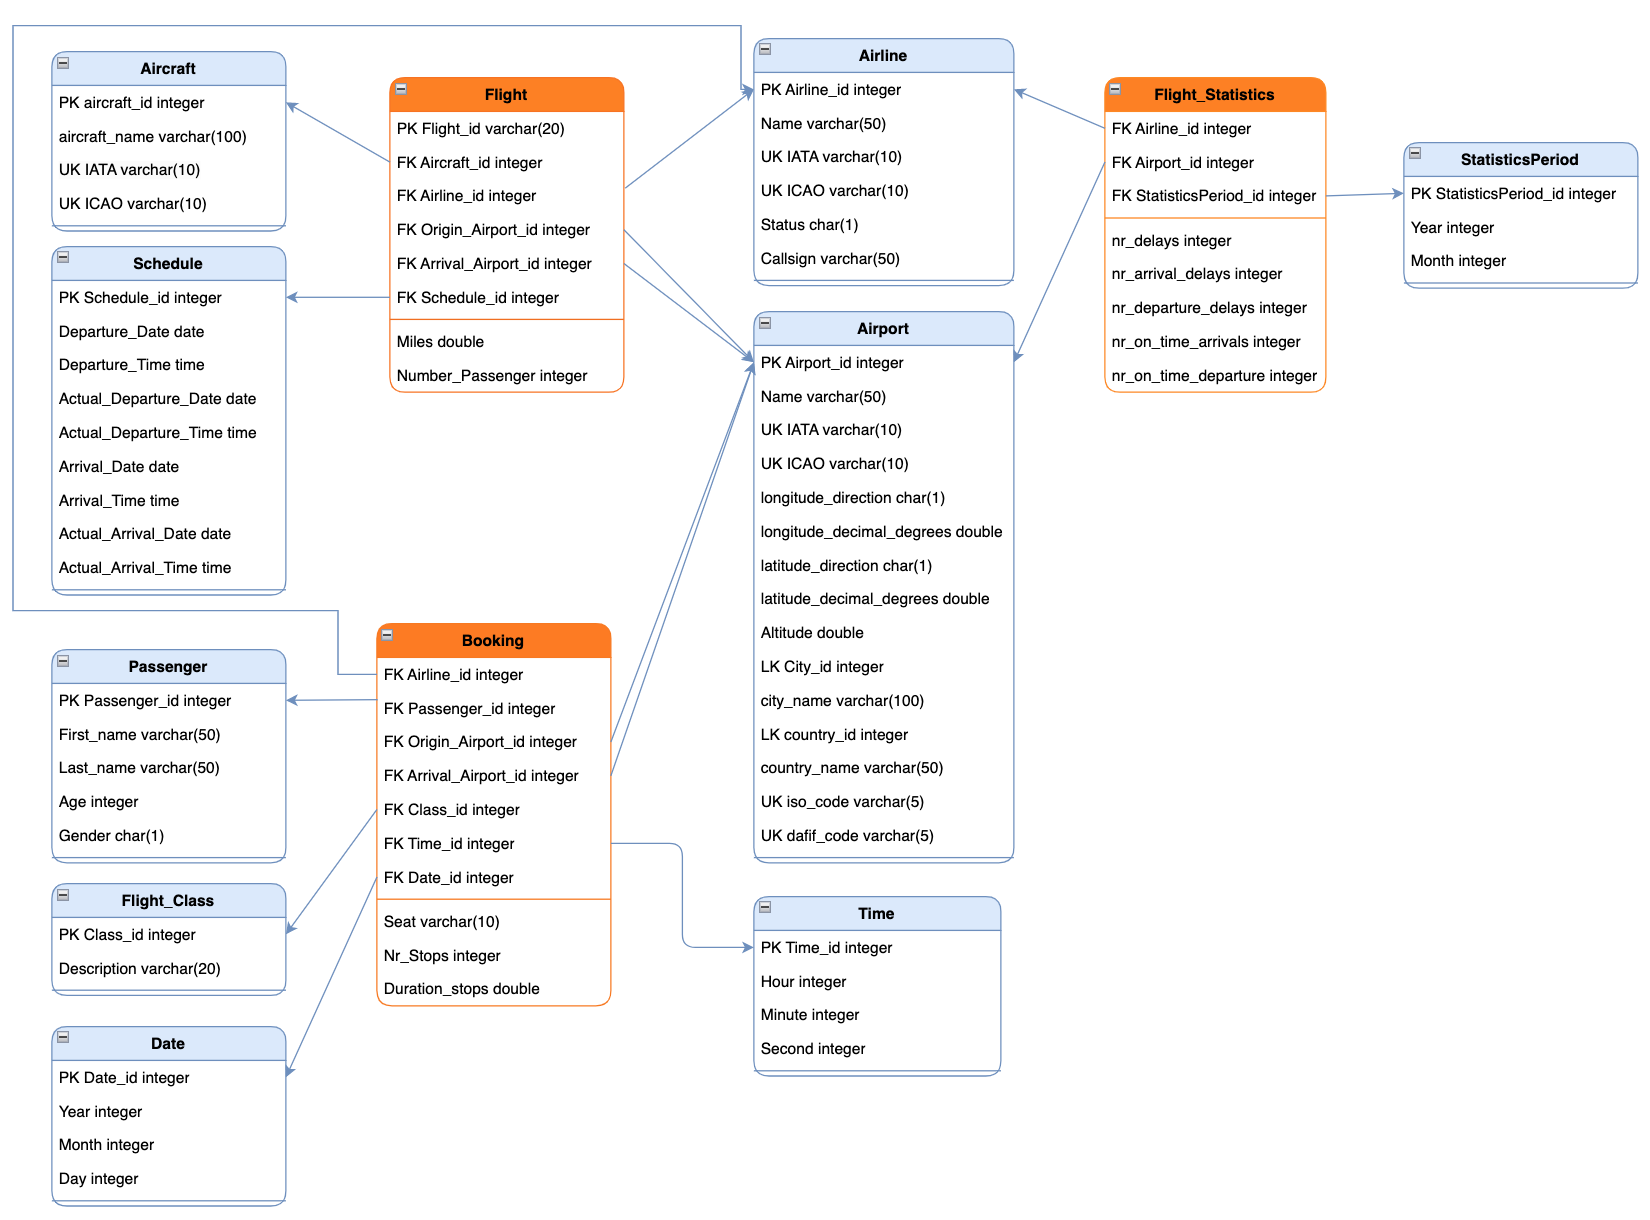 Aircraft
PK aircraft_id integer
aircraft_name varchar(100)
UK IATA varchar(10)
UK ICAO varchar(10)
Schedule
PK Schedule_id integer
Departure_Date date
Departure_Time time
Actual_Departure_Date date
Actual_Departure_Time time
Arrival_Date date
Arrival_Time time
Actual_Arrival_Date date
Actual_Arrival_Time time
Passenger
PK Passenger_id integer
First_name varchar(50)
Last_name varchar(50)
Age integer
Gender char(1)
Flight_Class
PK Class_id integer
Description varchar(20)
Date
PK Date_id integer
Year integer
Month integer
Day integer
Flight
PK Flight_id varchar(20)
FK Aircraft_id integer
FK Airline_id integer
FK Origin_Airport_id integer
FK Arrival_Airport_id integer
FK Schedule_id integer
Miles double
Number_Passenger integer
Booking
FK Airline_id integer
FK Passenger_id integer
FK Origin_Airport_id integer
FK Arrival_Airport_id integer
FK Class_id integer
FK Time_id integer
FK Date_id integer
Seat varchar(10)
Nr_Stops integer
Duration_stops double
Airline
PK Airline_id integer
Name varchar(50)
UK IATA varchar(10)
UK ICAO varchar(10)
Status char(1)
Callsign varchar(50)
Airport
PK Airport_id integer
Name varchar(50)
UK IATA varchar(10)
UK ICAO varchar(10)
longitude_direction char(1)
longitude_decimal_degrees double
latitude_direction char(1)
latitude_decimal_degrees double
Altitude double
LK City_id integer
city_name varchar(100)
LK country_id integer
country_name varchar(50)
UK iso_code varchar(5)
UK dafif_code varchar(5)
Time
PK Time_id integer
Hour integer
Minute integer
Second integer
Flight_Statistics
FK Airline_id integer
FK Airport_id integer
FK StatisticsPeriod_id integer
nr_delays integer
nr_arrival_delays integer
nr_departure_delays integer
nr_on_time_arrivals integer
nr_on_time_departure integer
StatisticsPeriod
PK StatisticsPeriod_id integer
Year integer
Month integer